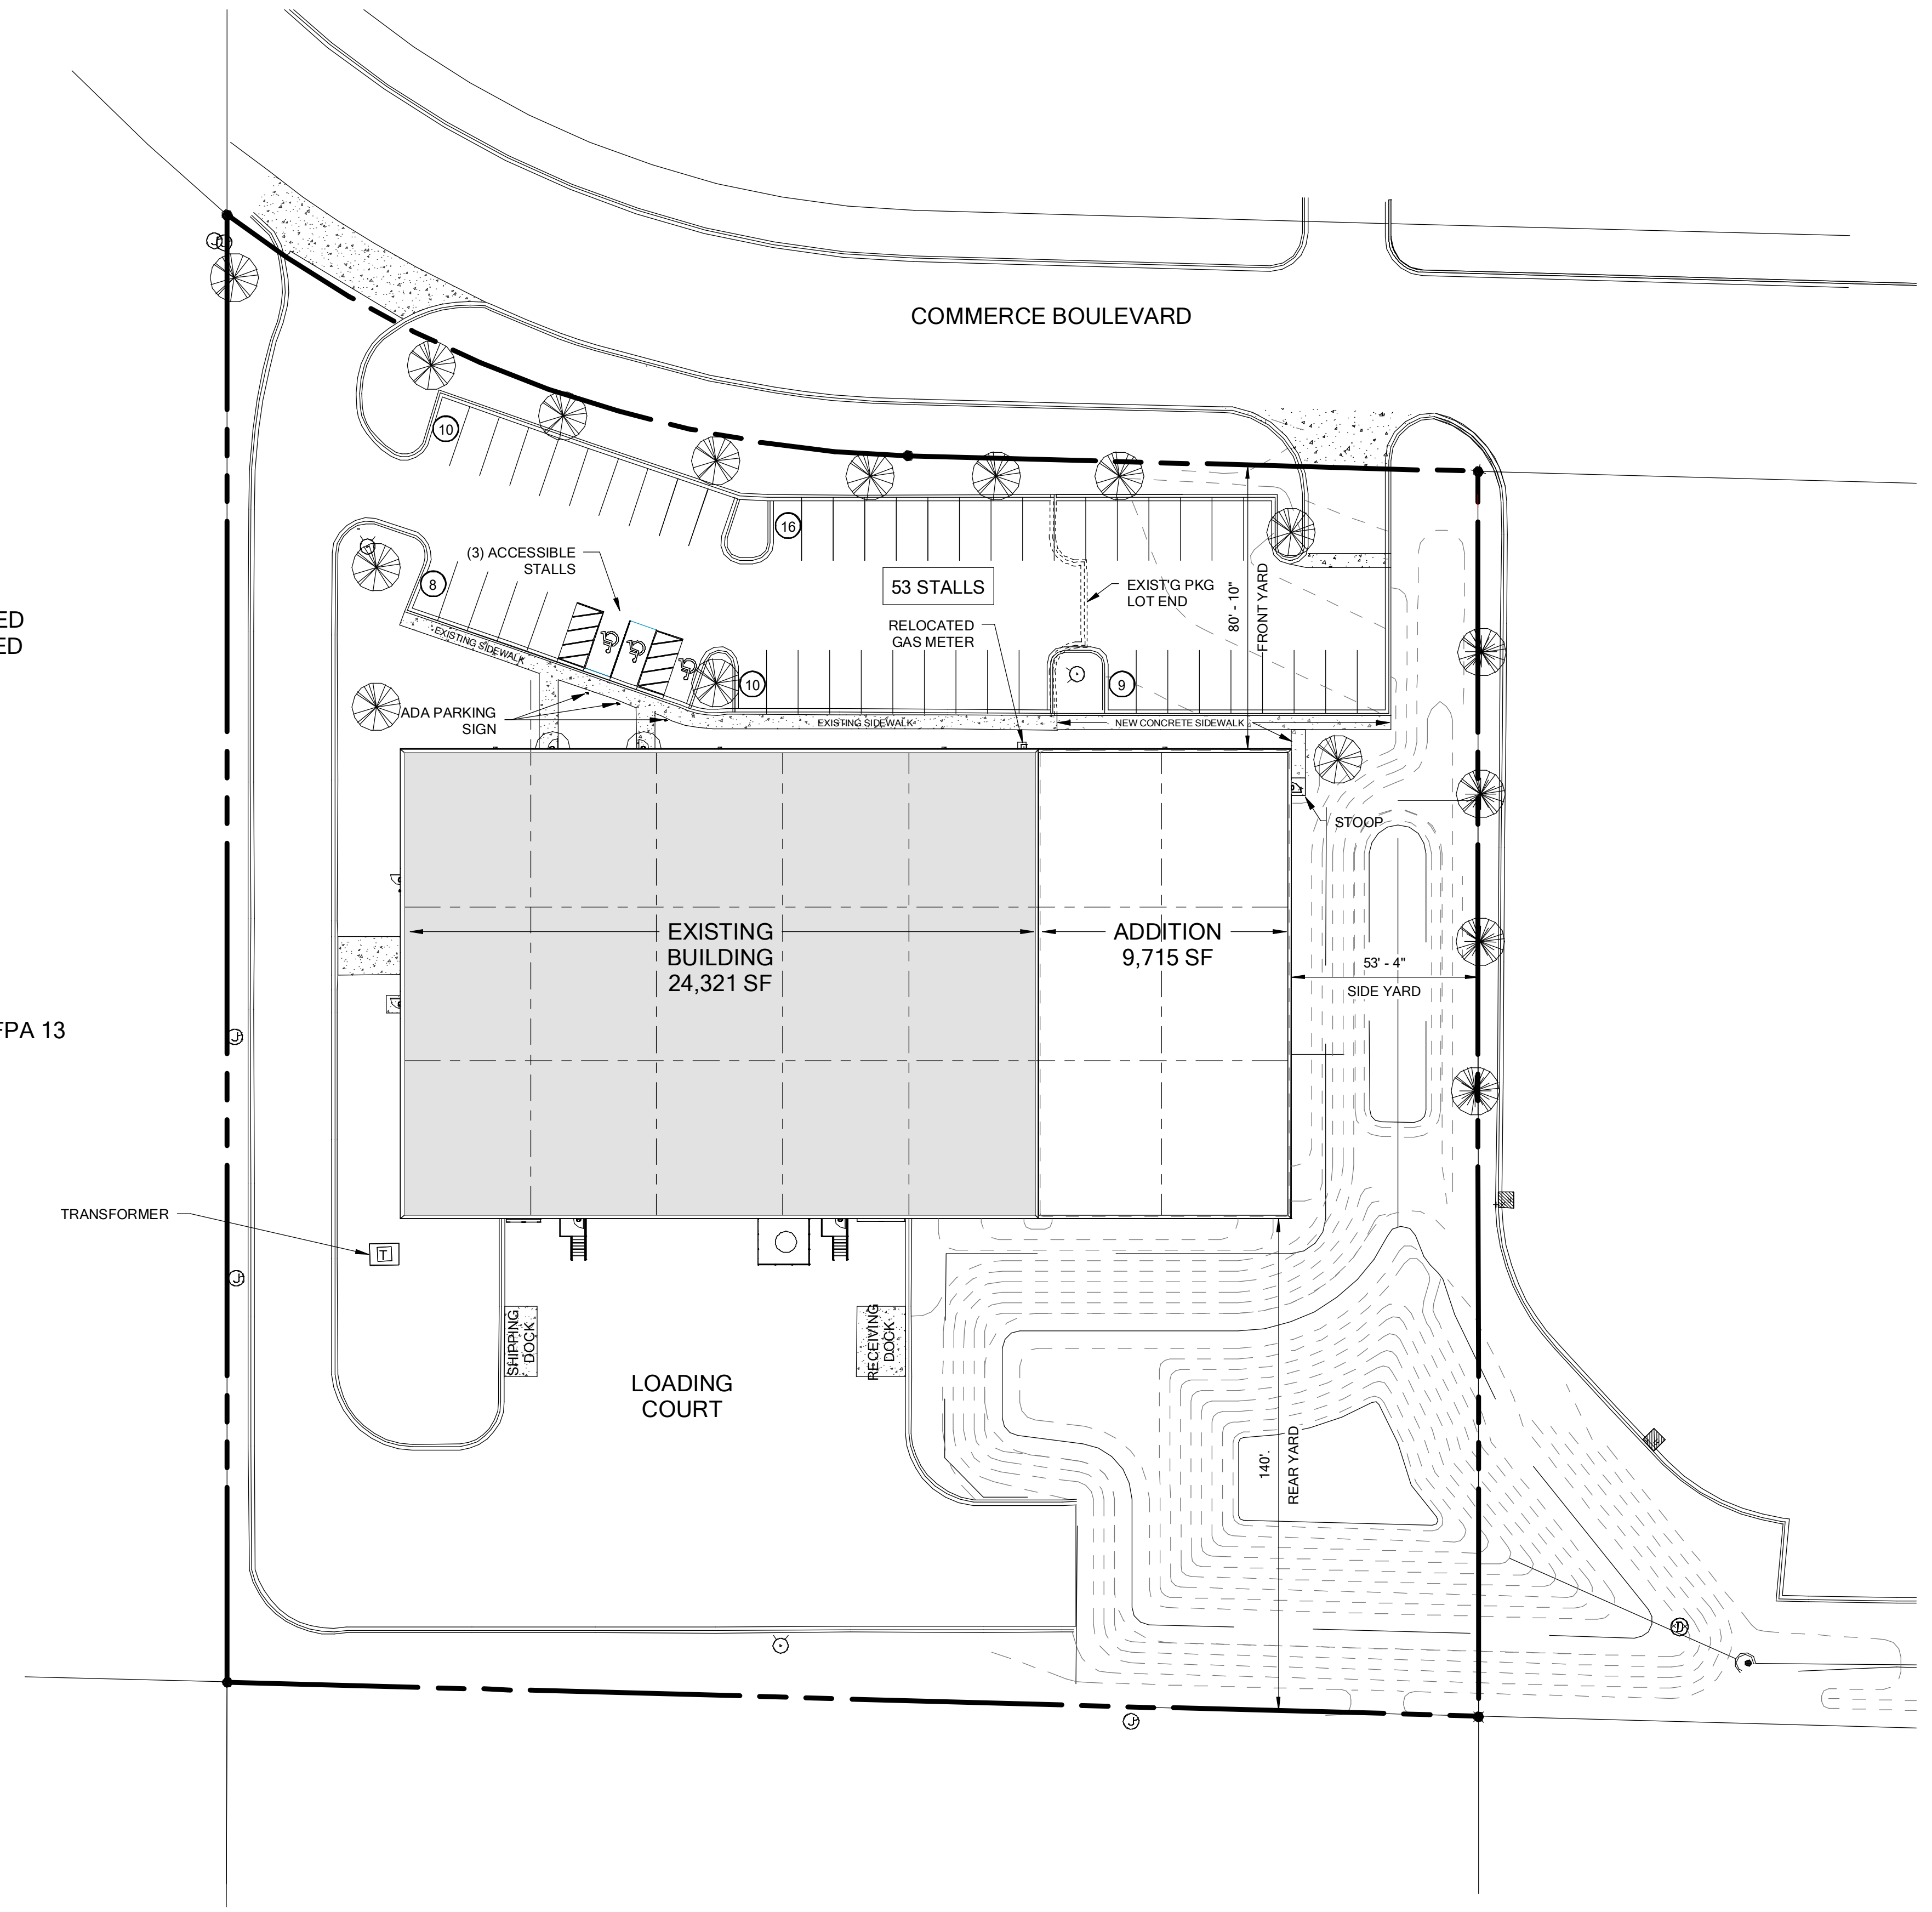 COMMERCE BOULEVARD
10
16
(3) ACCESSIBLE
STALLS
8
53 STALLS
EXIST'G PKG
LOT END
80' - 10"
FRONT YARD
ED
ED
RELOCATED
GAS METER
EXISTING SIDEWALK
10
9
ADA PARKING
SIGN
EXISTING SIDEWALK
NEW CONCRETE SIDEWALK
STOOP
EXISTING
BUILDING
24,321 SF
ADDITION
9,715 SF
53' - 4"
SIDE YARD
FPA 13
TRANSFORMER
T
SHIPPING
DOCK
RECEIVING
DOCK
LOADING
COURT
140'.
REAR YARD
D